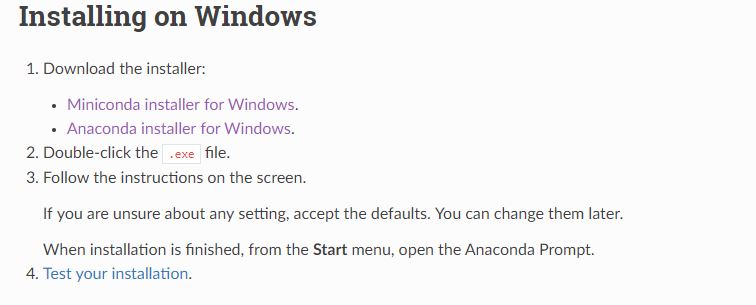 Installing on Windows
1. Download the installer:
• Miniconda installer for Windows.
• Anaconda installer for Windows.
2. Double-click the .exe file.
3. Follow the instructions on the screen.
If you are unsure about any setting, accept the defaults. You can change them later.
When installation is finished, from the Start menu, open the Anaconda Prompt.
4. Test your installation.